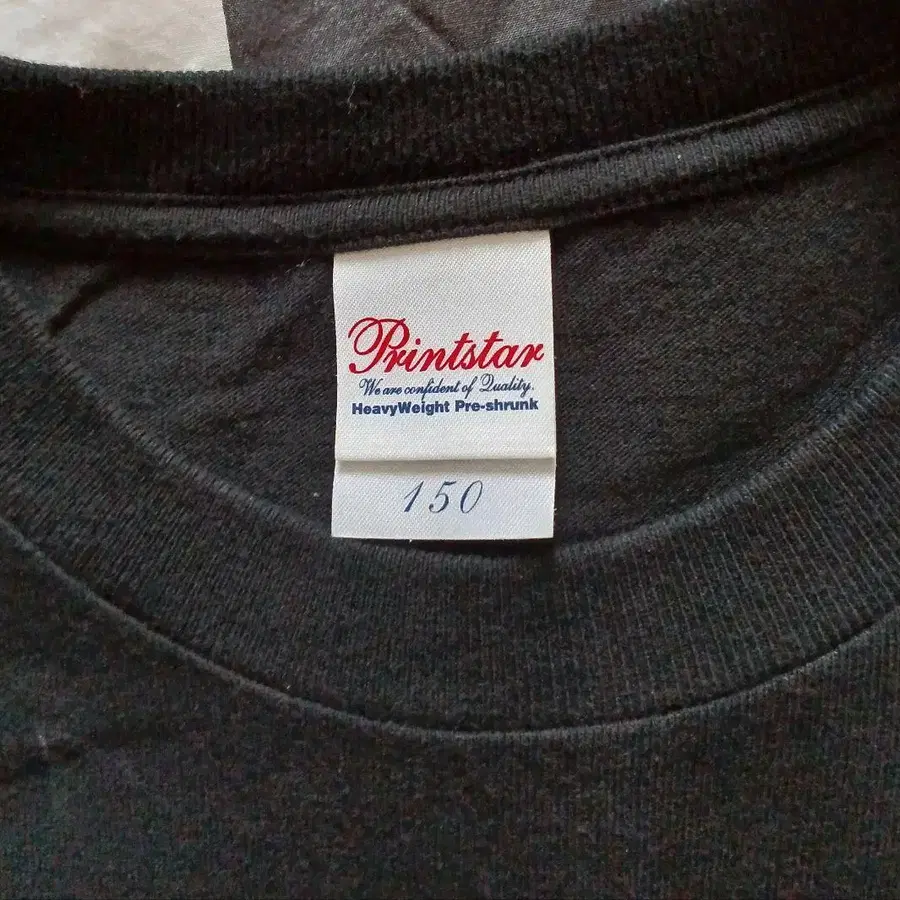 Printstar
We are confident of Quality.
HeavyWeight Pre-shrunk
150